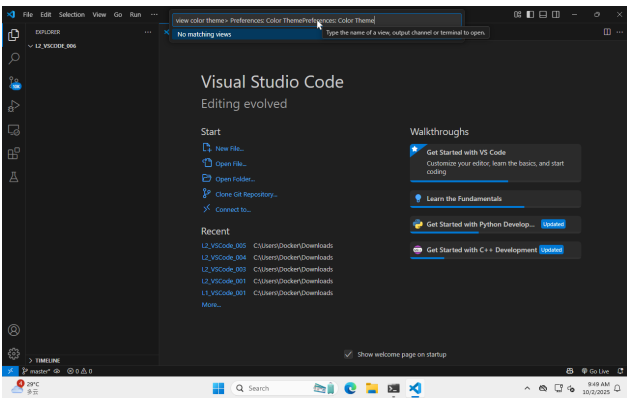 File Edit Selection View Go Run ···
view color theme> Preferences: Color ThemePreferences: Color Theme
No matching views
Type the name of a view, output channel or terminal to open.
EXPLORER ···
L2_VSCODE_006
Visual Studio Code
Editing evolved
Start
New File...
Open File...
Open Folder...
Clone Git Repository...
Connect to...
Recent
L2_VSCode_005 C:\Users\Docker\Downloads
L2_VSCode_004 C:\Users\Docker\Downloads
L2_VSCode_003 C:\Users\Docker\Downloads
L2_VSCode_001 C:\Users\Docker\Downloads
L1_VSCode_001 C:\Users\Docker\Downloads
More...
Walkthroughs
Get Started with VS Code
Customize your editor, learn the basics, and start
coding
Learn the Fundamentals
Get Started with Python Develop... Updated
Get Started with C++ Development Updated
Show welcome page on startup
TIMELINE
master* 0 0
Go Live
29°C
多云
Search
9:49 AM
10/2/2025